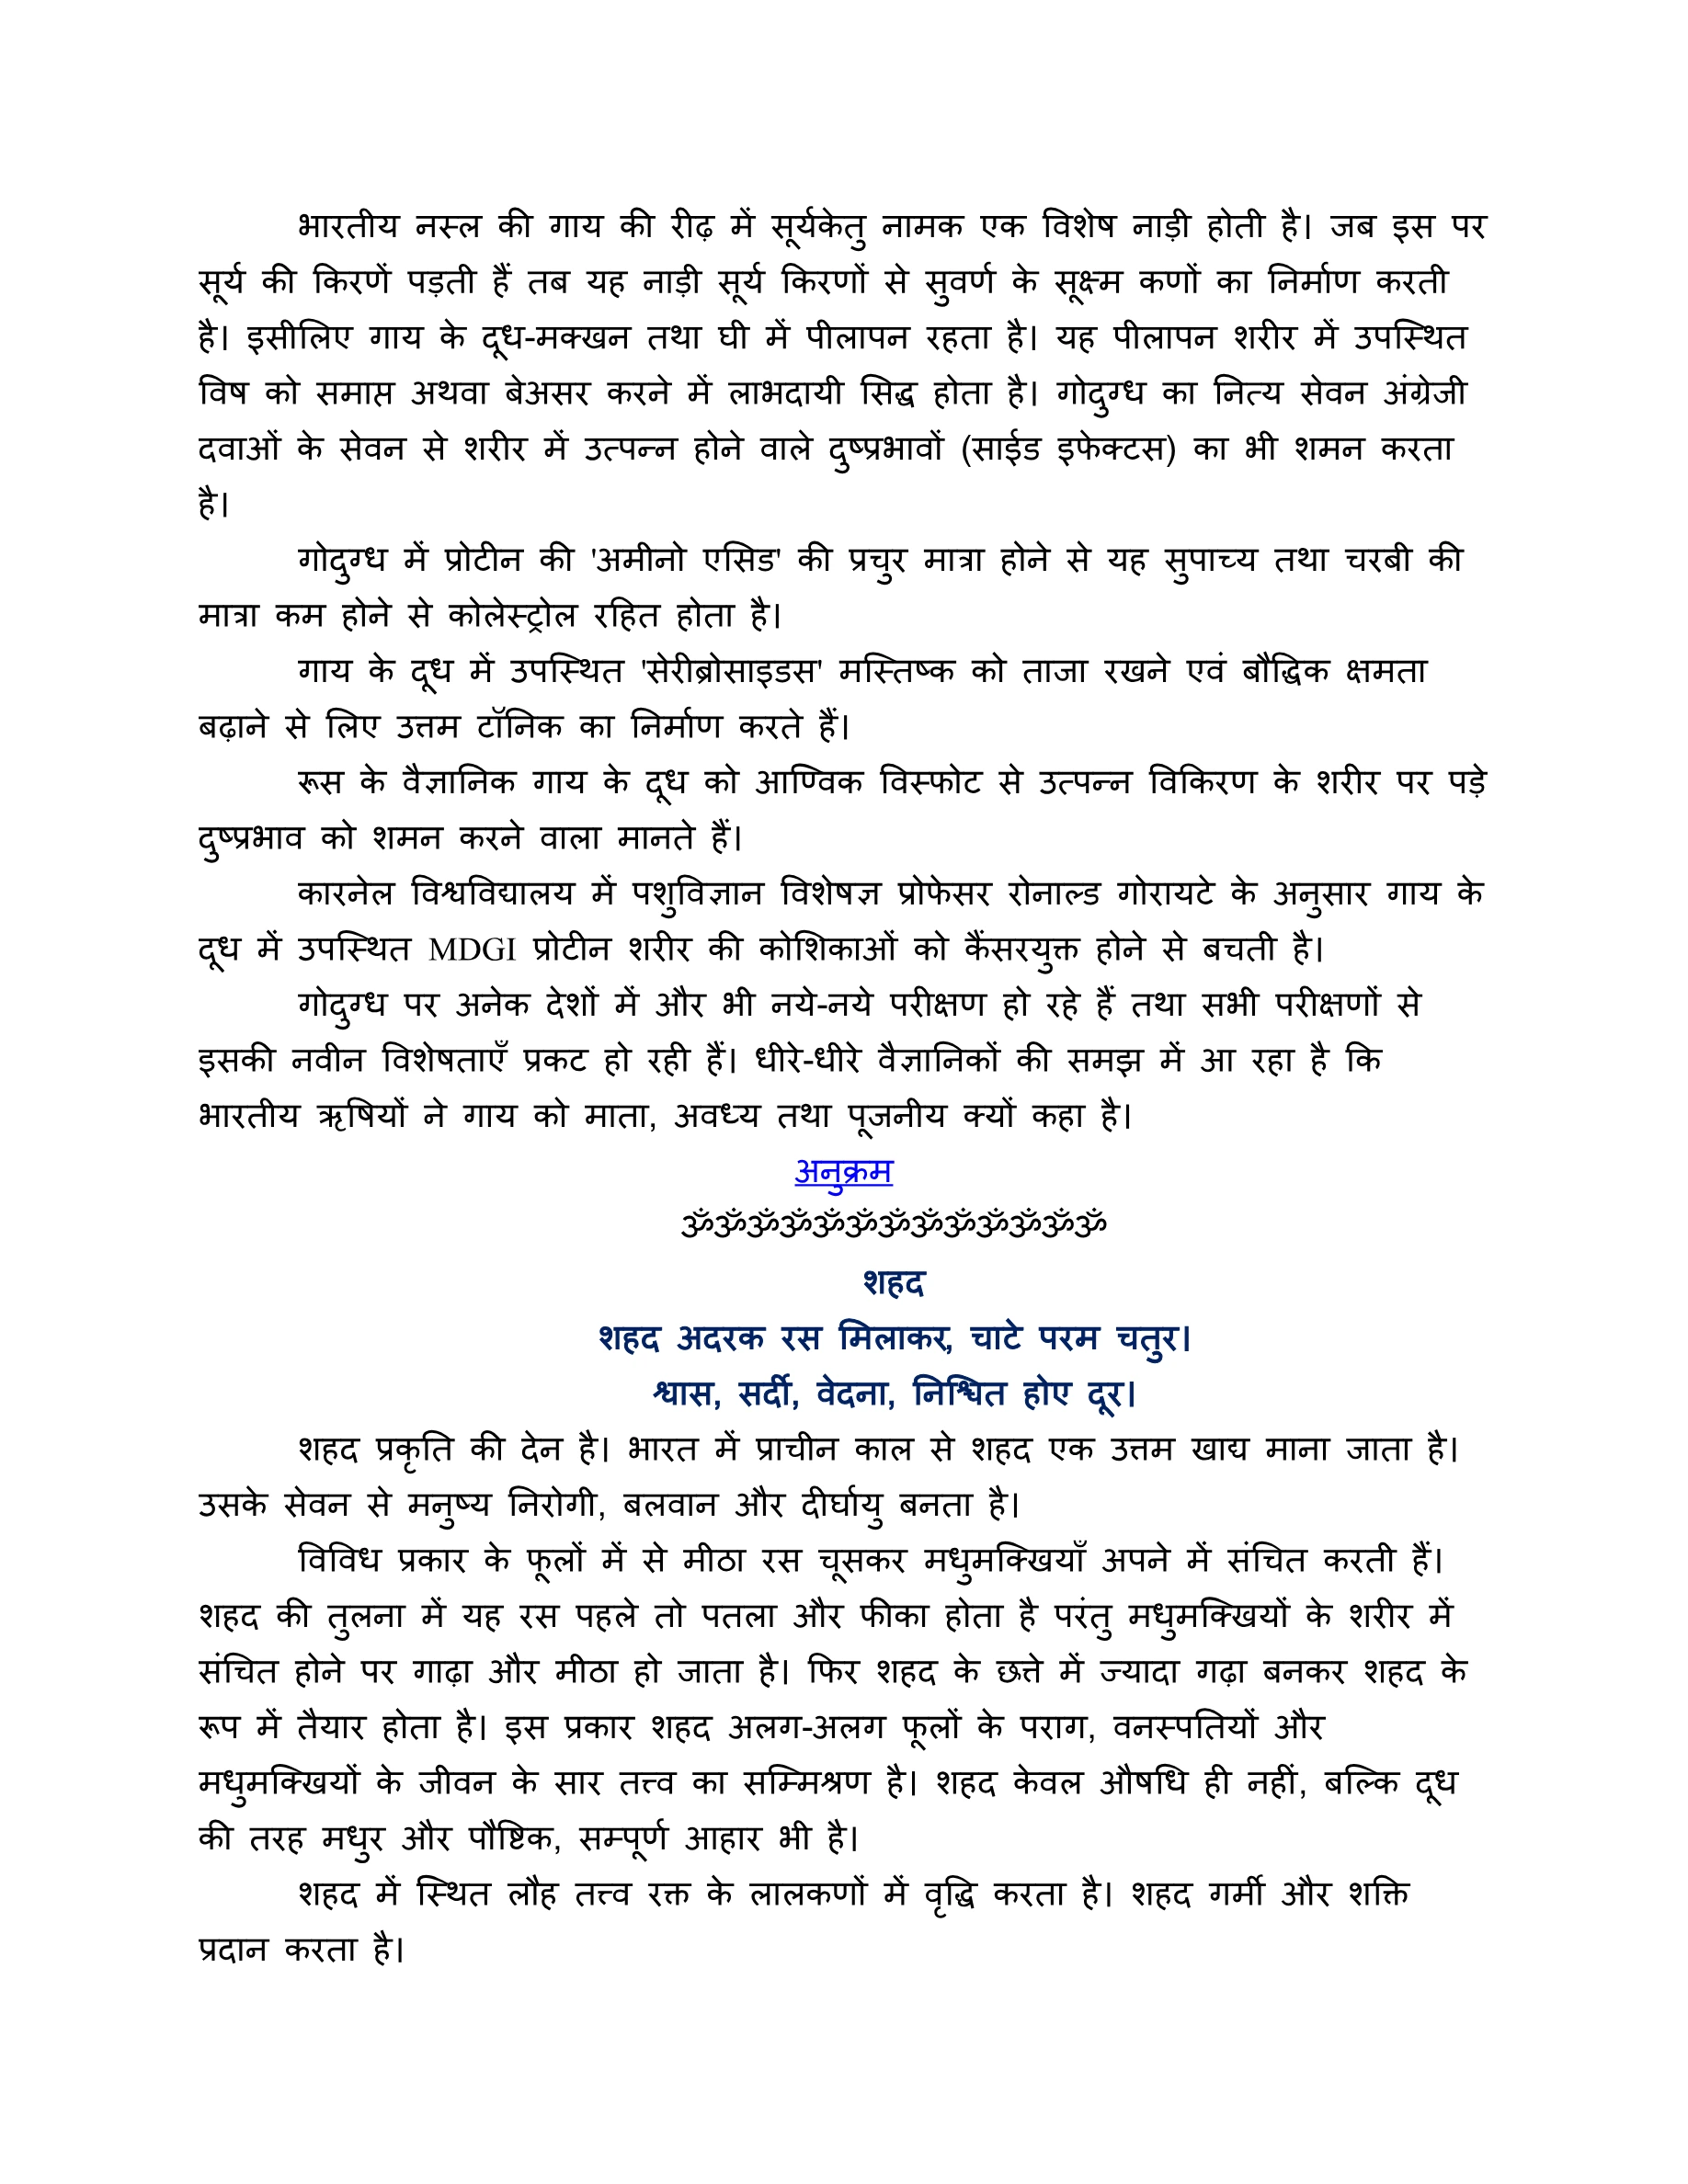 भारतीय नस्ल की गाय की रीढ़ में सूर्यकेतु नामक एक विशेष नाड़ी होती है। जब इस पर
सूर्य की किरणें पड़ती हैं तब यह नाड़ी सूर्य किरणों से सुवर्ण के सूक्ष्म कणों का निर्माण करती
है। इसीलिए गाय के दूध-मक्खन तथा घी में पीलापन रहता है। यह पीलापन शरीर में उपस्थित
विष को समाप्त अथवा बेअसर करने में लाभदायी सिद्ध होता है। गोदुग्ध का नित्य सेवन अंग्रेजी
दवाओं के सेवन से शरीर में उत्पन्न होने वाले दुष्प्रभावों (साईड इफेक्टस) का भी शमन करता
है।
गोदुग्ध में प्रोटीन की 'अमीनो एसिड' की प्रचुर मात्रा होने से यह सुपाच्य तथा चरबी की
मात्रा कम होने से कोलेस्ट्रोल रहित होता है।
गाय के दूध में उपस्थित 'सेरीब्रोसाइडस' मस्तिष्क को ताजा रखने एवं बौद्धिक क्षमता
बढ़ाने से लिए उत्तम टॉनिक का निर्माण करते हैं।
रूस के वैज्ञानिक गाय के दूध को आण्विक विस्फोट से उत्पन्न विकिरण के शरीर पर पड़े
दुष्प्रभाव को शमन करने वाला मानते हैं।
कारनेल विश्वविद्यालय में पशुविज्ञान विशेषज्ञ प्रोफेसर रोनाल्ड गोरायटे के अनुसार गाय के
दूध में उपस्थित MDGI प्रोटीन शरीर की कोशिकाओं को कैंसरयुक्त होने से बचती है।
गोदुग्ध पर अनेक देशों में और भी नये-नये परीक्षण हो रहे हैं तथा सभी परीक्षणों से
इसकी नवीन विशेषताएँ प्रकट हो रही हैं। धीरे-धीरे वैज्ञानिकों की समझ में आ रहा है कि
भारतीय ऋषियों ने गाय को माता, अवध्य तथा पूजनीय क्यों कहा है।
अनुक्रम
ॐॐॐॐॐॐॐॐॐॐॐॐॐ
शहद
शहद अदरक रस मिलाकर, चाटे परम चतुर।
श्वास, सर्दी, वेदना, निश्चित होए दूर।
शहद प्रकृति की देन है। भारत में प्राचीन काल से शहद एक उत्तम खाद्य माना जाता है।
उसके सेवन से मनुष्य निरोगी, बलवान और दीर्घायु बनता है।
विविध प्रकार के फूलों में से मीठा रस चूसकर मधुमक्खियाँ अपने में संचित करती हैं।
शहद की तुलना में यह रस पहले तो पतला और फीका होता है परंतु मधुमक्खियों के शरीर में
संचित होने पर गाढ़ा और मीठा हो जाता है। फिर शहद के छत्ते में ज्यादा गढ़ा बनकर शहद के
रूप में तैयार होता है। इस प्रकार शहद अलग-अलग फूलों के पराग, वनस्पतियों और
मधुमक्खियों के जीवन के सार तत्त्व का सम्मिश्रण है। शहद केवल औषधि ही नहीं, बल्कि दूध
की तरह मधुर और पौष्टिक, सम्पूर्ण आहार भी है।
शहद में स्थित लौह तत्त्व रक्त के लालकणों में वृद्धि करता है। शहद गर्मी और शक्ति
प्रदान करता है।